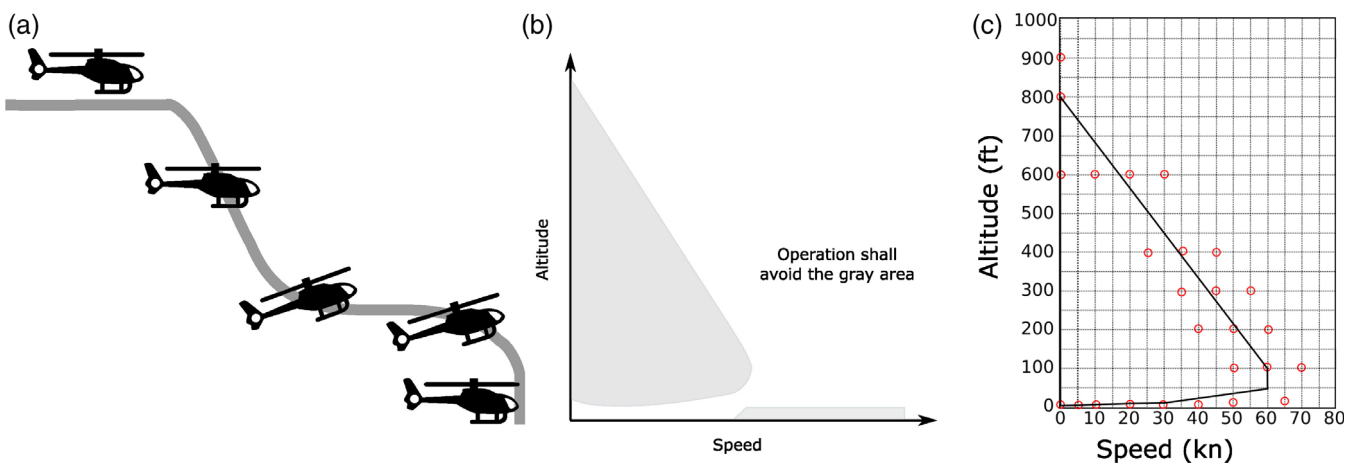 (a)
(b)
Altitude
Operation shall
avoid the gray area
Speed
(c)
Altitude (ft)
1000
900
800
700
600
500
400
300
200
100
0
0 10 20 30 40 50 60 70 80
Speed (kn)